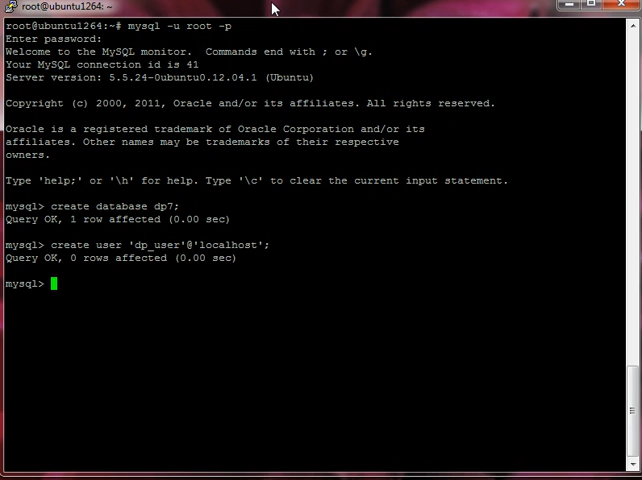 root@ubuntu1264: ~
root@ubuntu1264:~# mysql -u root -p
Enter password:
Welcome to the MySQL monitor.  Commands end with ; or \g.
Your MySQL connection id is 41
Server version: 5.5.24-0ubuntu0.12.04.1 (Ubuntu)
Copyright (c) 2000, 2011, Oracle and/or its affiliates. All rights reserved.
Oracle is a registered trademark of Oracle Corporation and/or its
affiliates. Other names may be trademarks of their respective
owners.
Type 'help;' or '\h' for help. Type '\c' to clear the current input statement.
mysql> create database dp7;
Query OK, 1 row affected (0.00 sec)
mysql> create user 'dp_user'@'localhost';
Query OK, 0 rows affected (0.00 sec)
mysql>